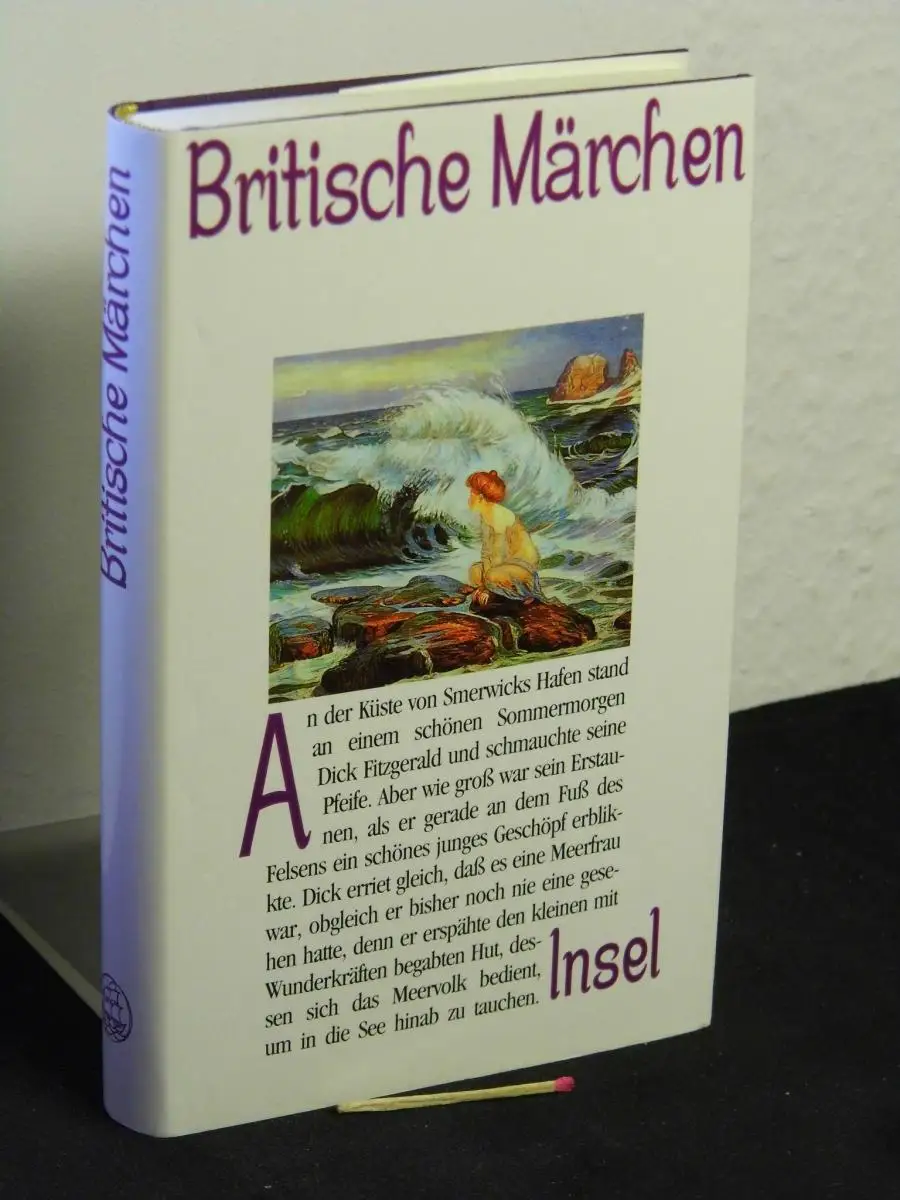 Britische Märchen
Britische Märchen
An der Küste von Smerwicks Hafen stand
an einem schönen Sommermorgen
Dick Fitzgerald und schmauchte seine
Pfeife. Aber wie groß war sein Erstau-
nen, als er gerade an dem Fuß des
Felsens ein schönes junges Geschöpf erblik-
kte. Dick erriet gleich, daß es eine Meerfrau
war, obgleich er bisher noch nie eine gese-
hen hatte, denn er erspähte den kleinen mit
Wunderkräften begabten Hut, des-
sen sich das Meervolk bedient,
um in die See hinab zu tauchen.
Insel